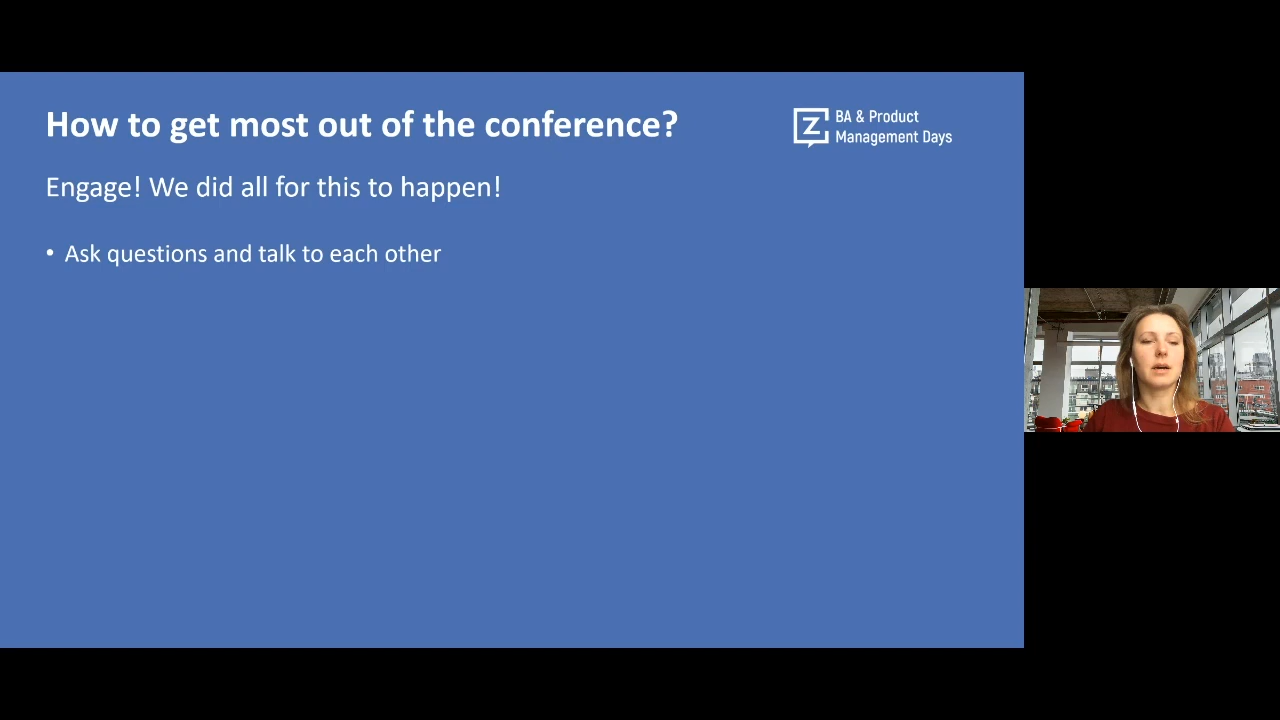 How to get most out of the conference?
Z
BA & Product
Management Days
Engage! We did all for this to happen!
• Ask questions and talk to each other